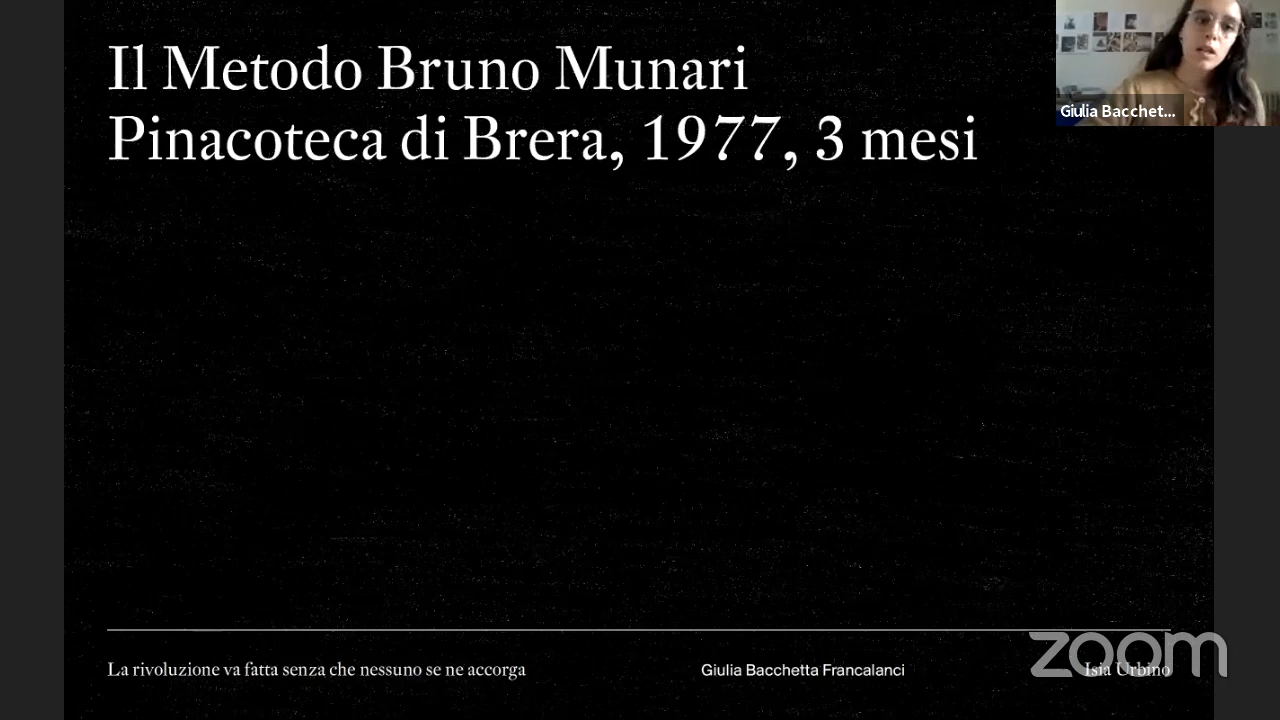 Il Metodo Bruno Munari
Pinacoteca di Brera, 1977, 3 mesi
Giulia Bacchet...
La rivoluzione va fatta senza che nessuno se ne accorga
Giulia Bacchetta Francalanci
Isia Urbino
zoom